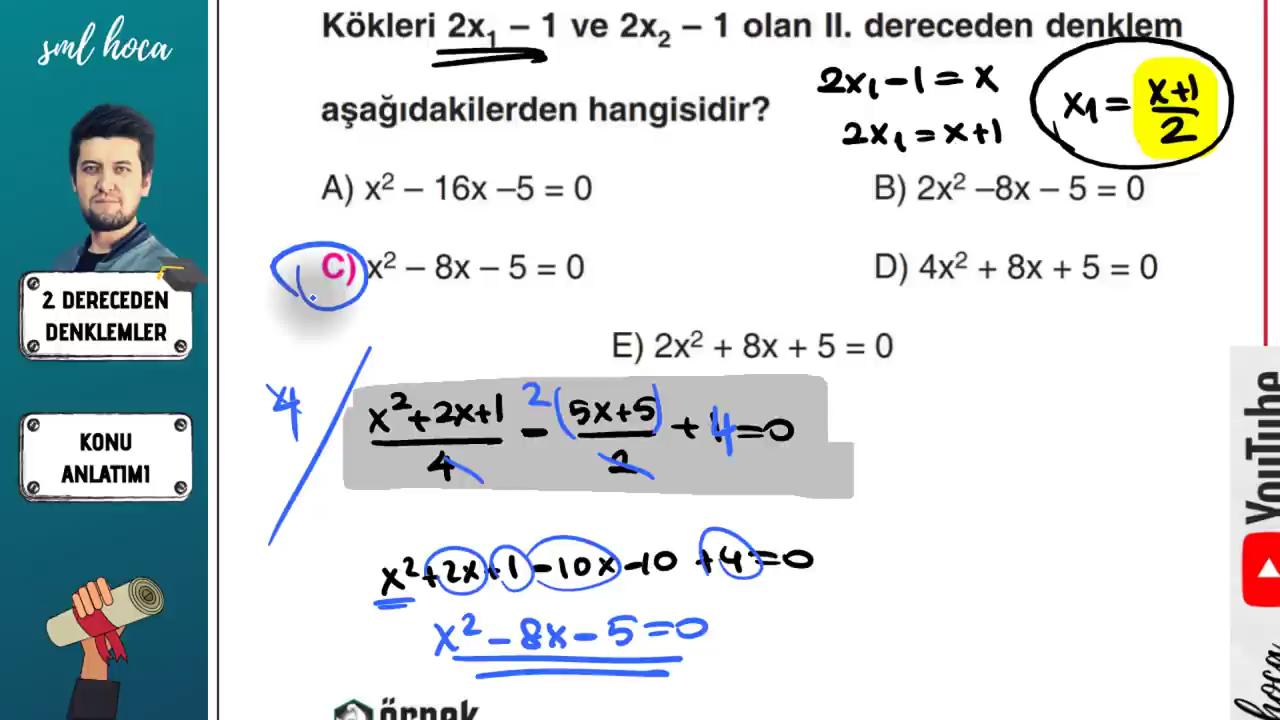 sml hoca
2. DERECEDEN
DENKLEMLER
KONU
ANLATIMI
Kökleri 2x₁ – 1 ve 2x₂ – 1 olan II. dereceden denklem
aşağıdakilerden hangisidir?
2x₁ - 1 = x
2x₁ = x+1
x₁ = (x+1)/2
A) x² – 16x –5 = 0
B) 2x² –8x – 5 = 0
C) x² – 8x – 5 = 0
D) 4x² + 8x + 5 = 0
E) 2x² + 8x + 5 = 0
x4
(x²+2x+1)/4 - 2(5x+5)/2 + 4 = 0
x²+2x+1-10x-10+4=0
x²-8x-5=0
örnek
YouTube
hoca